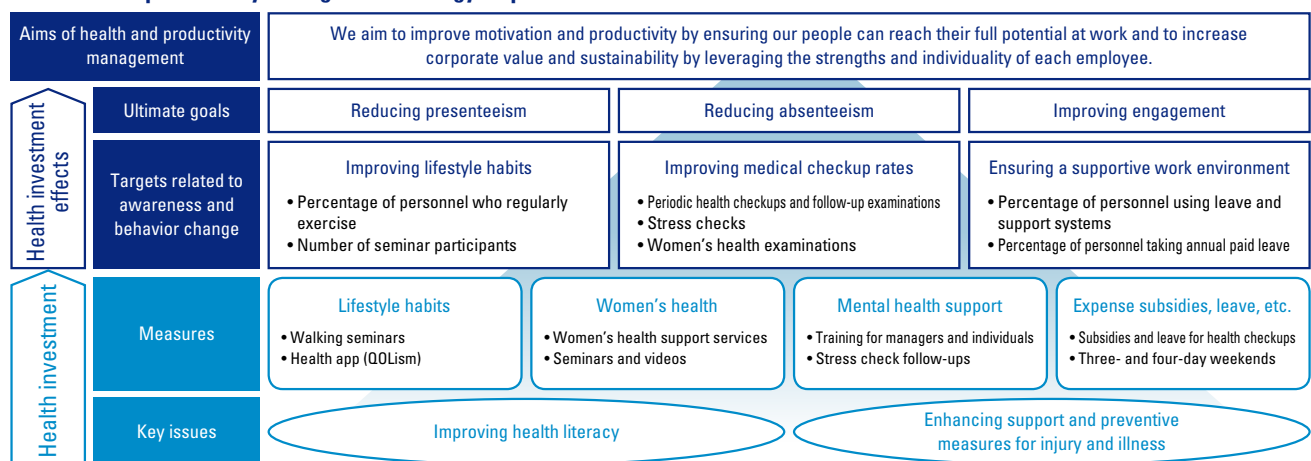 Aims of health and productivity
management
We aim to improve motivation and productivity by ensuring our people can reach their full potential at work and to increase
corporate value and sustainability by leveraging the strengths and individuality of each employee.
Health investment
effects
Ultimate goals
Reducing presenteeism
Reducing absenteeism
Improving engagement
Targets related to
awareness and
behavior change
Improving lifestyle habits
• Percentage of personnel who regularly
exercise
• Number of seminar participants
Improving medical checkup rates
• Periodic health checkups and follow-up examinations
• Stress checks
• Women's health examinations
Ensuring a supportive work environment
• Percentage of personnel using leave and
support systems
• Percentage of personnel taking annual paid leave
Health investment
Measures
Lifestyle habits
• Walking seminars
• Health app (QOLism)
Women's health
• Women's health support services
• Seminars and videos
Mental health support
• Training for managers and individuals
• Stress check follow-ups
Expense subsidies, leave, etc.
• Subsidies and leave for health checkups
• Three- and four-day weekends
Key issues
Improving health literacy
Enhancing support and preventive
measures for injury and illness